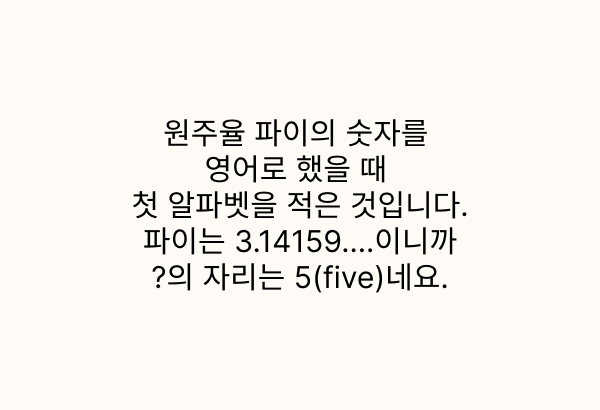 원주율 파이의 숫자를
영어로 했을 때
첫 알파벳을 적은 것입니다.
파이는 3.14159....이니까
?의 자리는 5(five)네요.